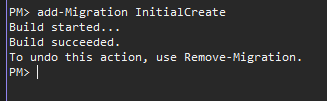 PM> add-Migration InitialCreate
Build started...
Build succeeded.
To undo this action, use Remove-Migration.
PM>